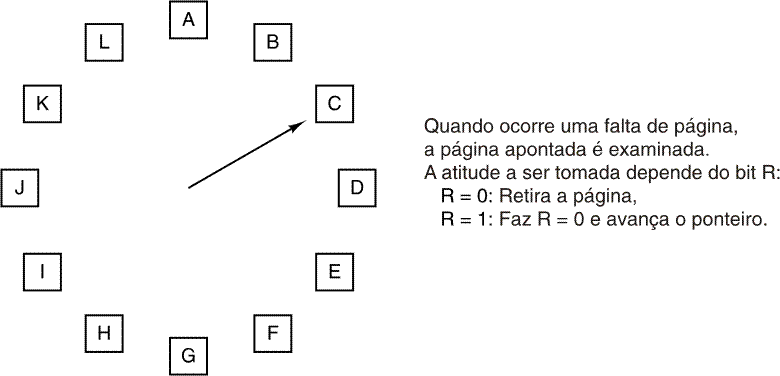 A
L
B
K
C
J
D
I
E
H
F
G
Quando ocorre uma falta de página,
a página apontada é examinada.
A atitude a ser tomada depende do bit R:
R = 0: Retira a página,
R = 1: Faz R = 0 e avança o ponteiro.